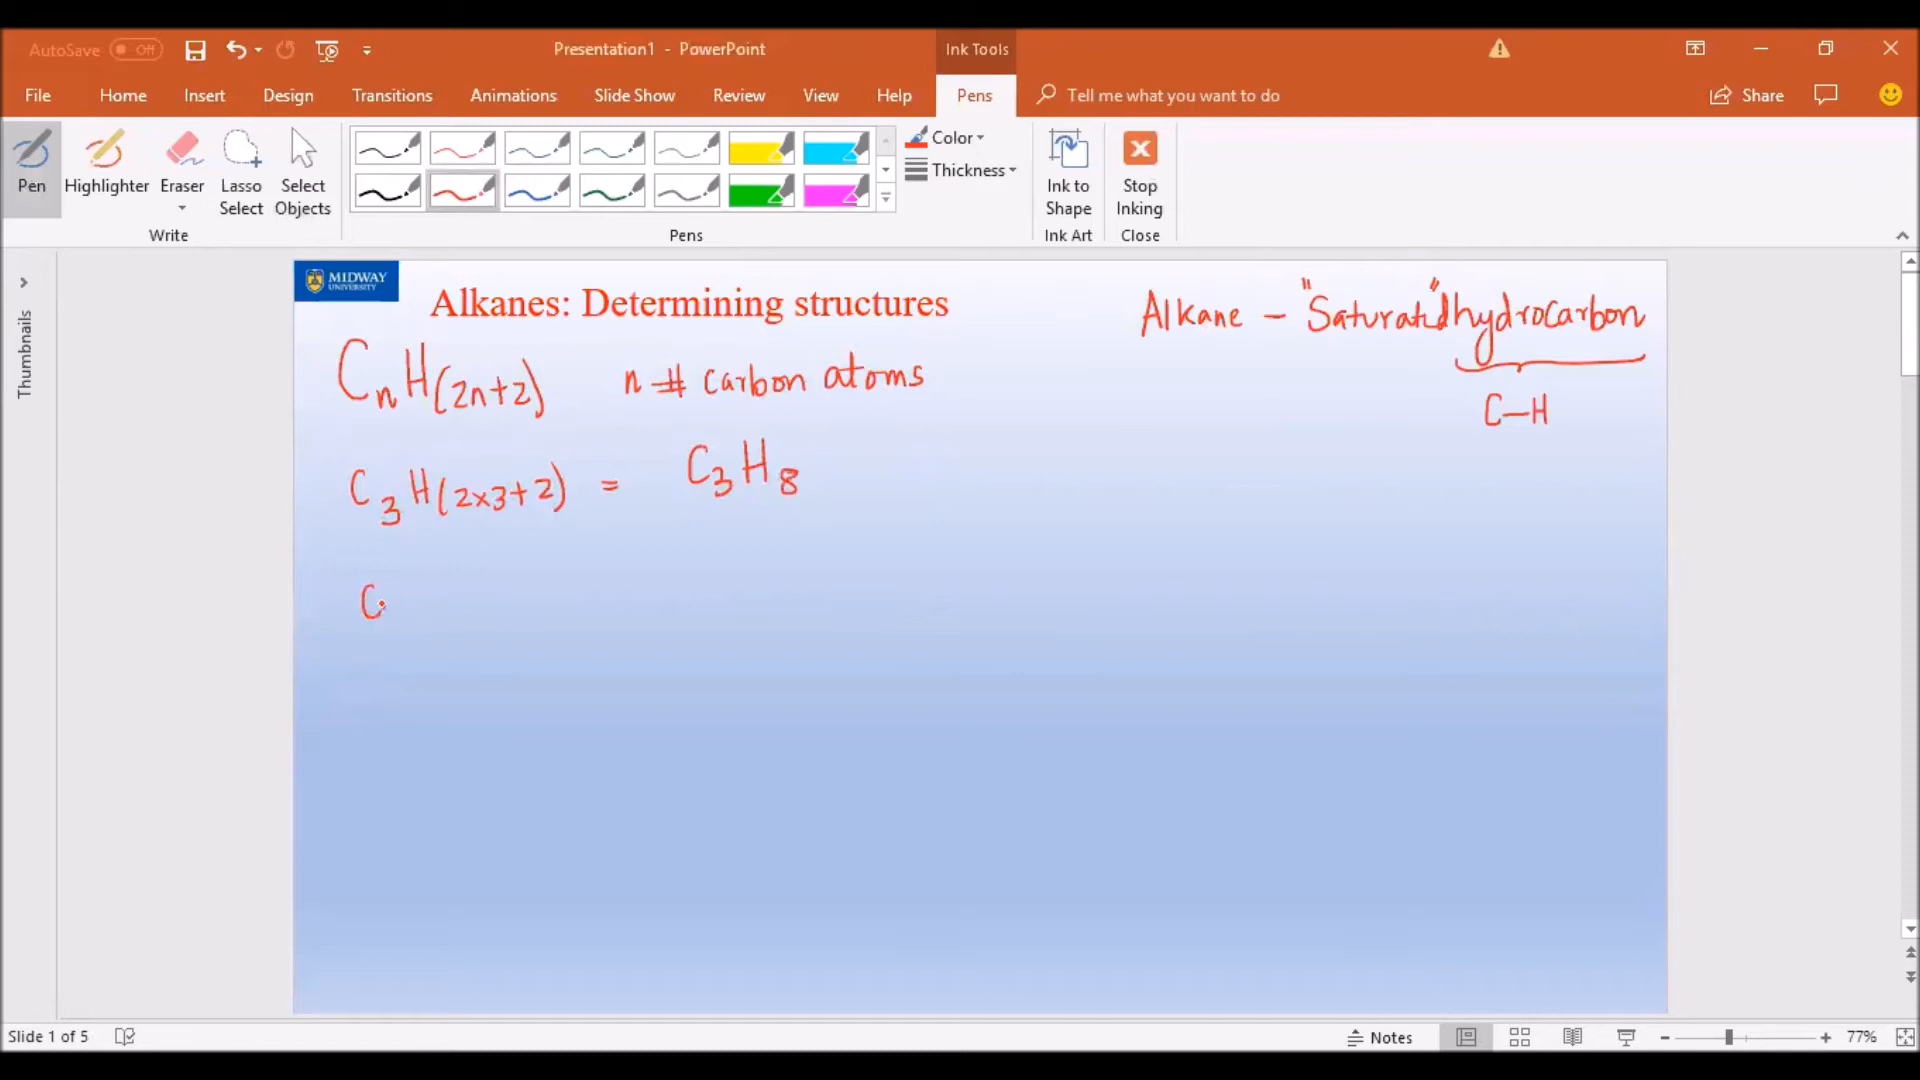 AutoSave Off Presentation1 - PowerPoint Ink Tools
File Home Insert Design Transitions Animations Slide Show Review View Help Pens Tell me what you want to do Share
Pen Highlighter Eraser Lasso Select Select Objects Color Thickness Ink to Shape Stop Inking
Write Pens Ink Art Close
Thumbnails
MIDWAY UNIVERSITY
Alkanes: Determining structures
Alkane - "Saturated" hydrocarbon
C-H
CnH(2n+2) n # carbon atoms
C3H(2x3+2) = C3H8
C
Slide 1 of 5 Notes 77%